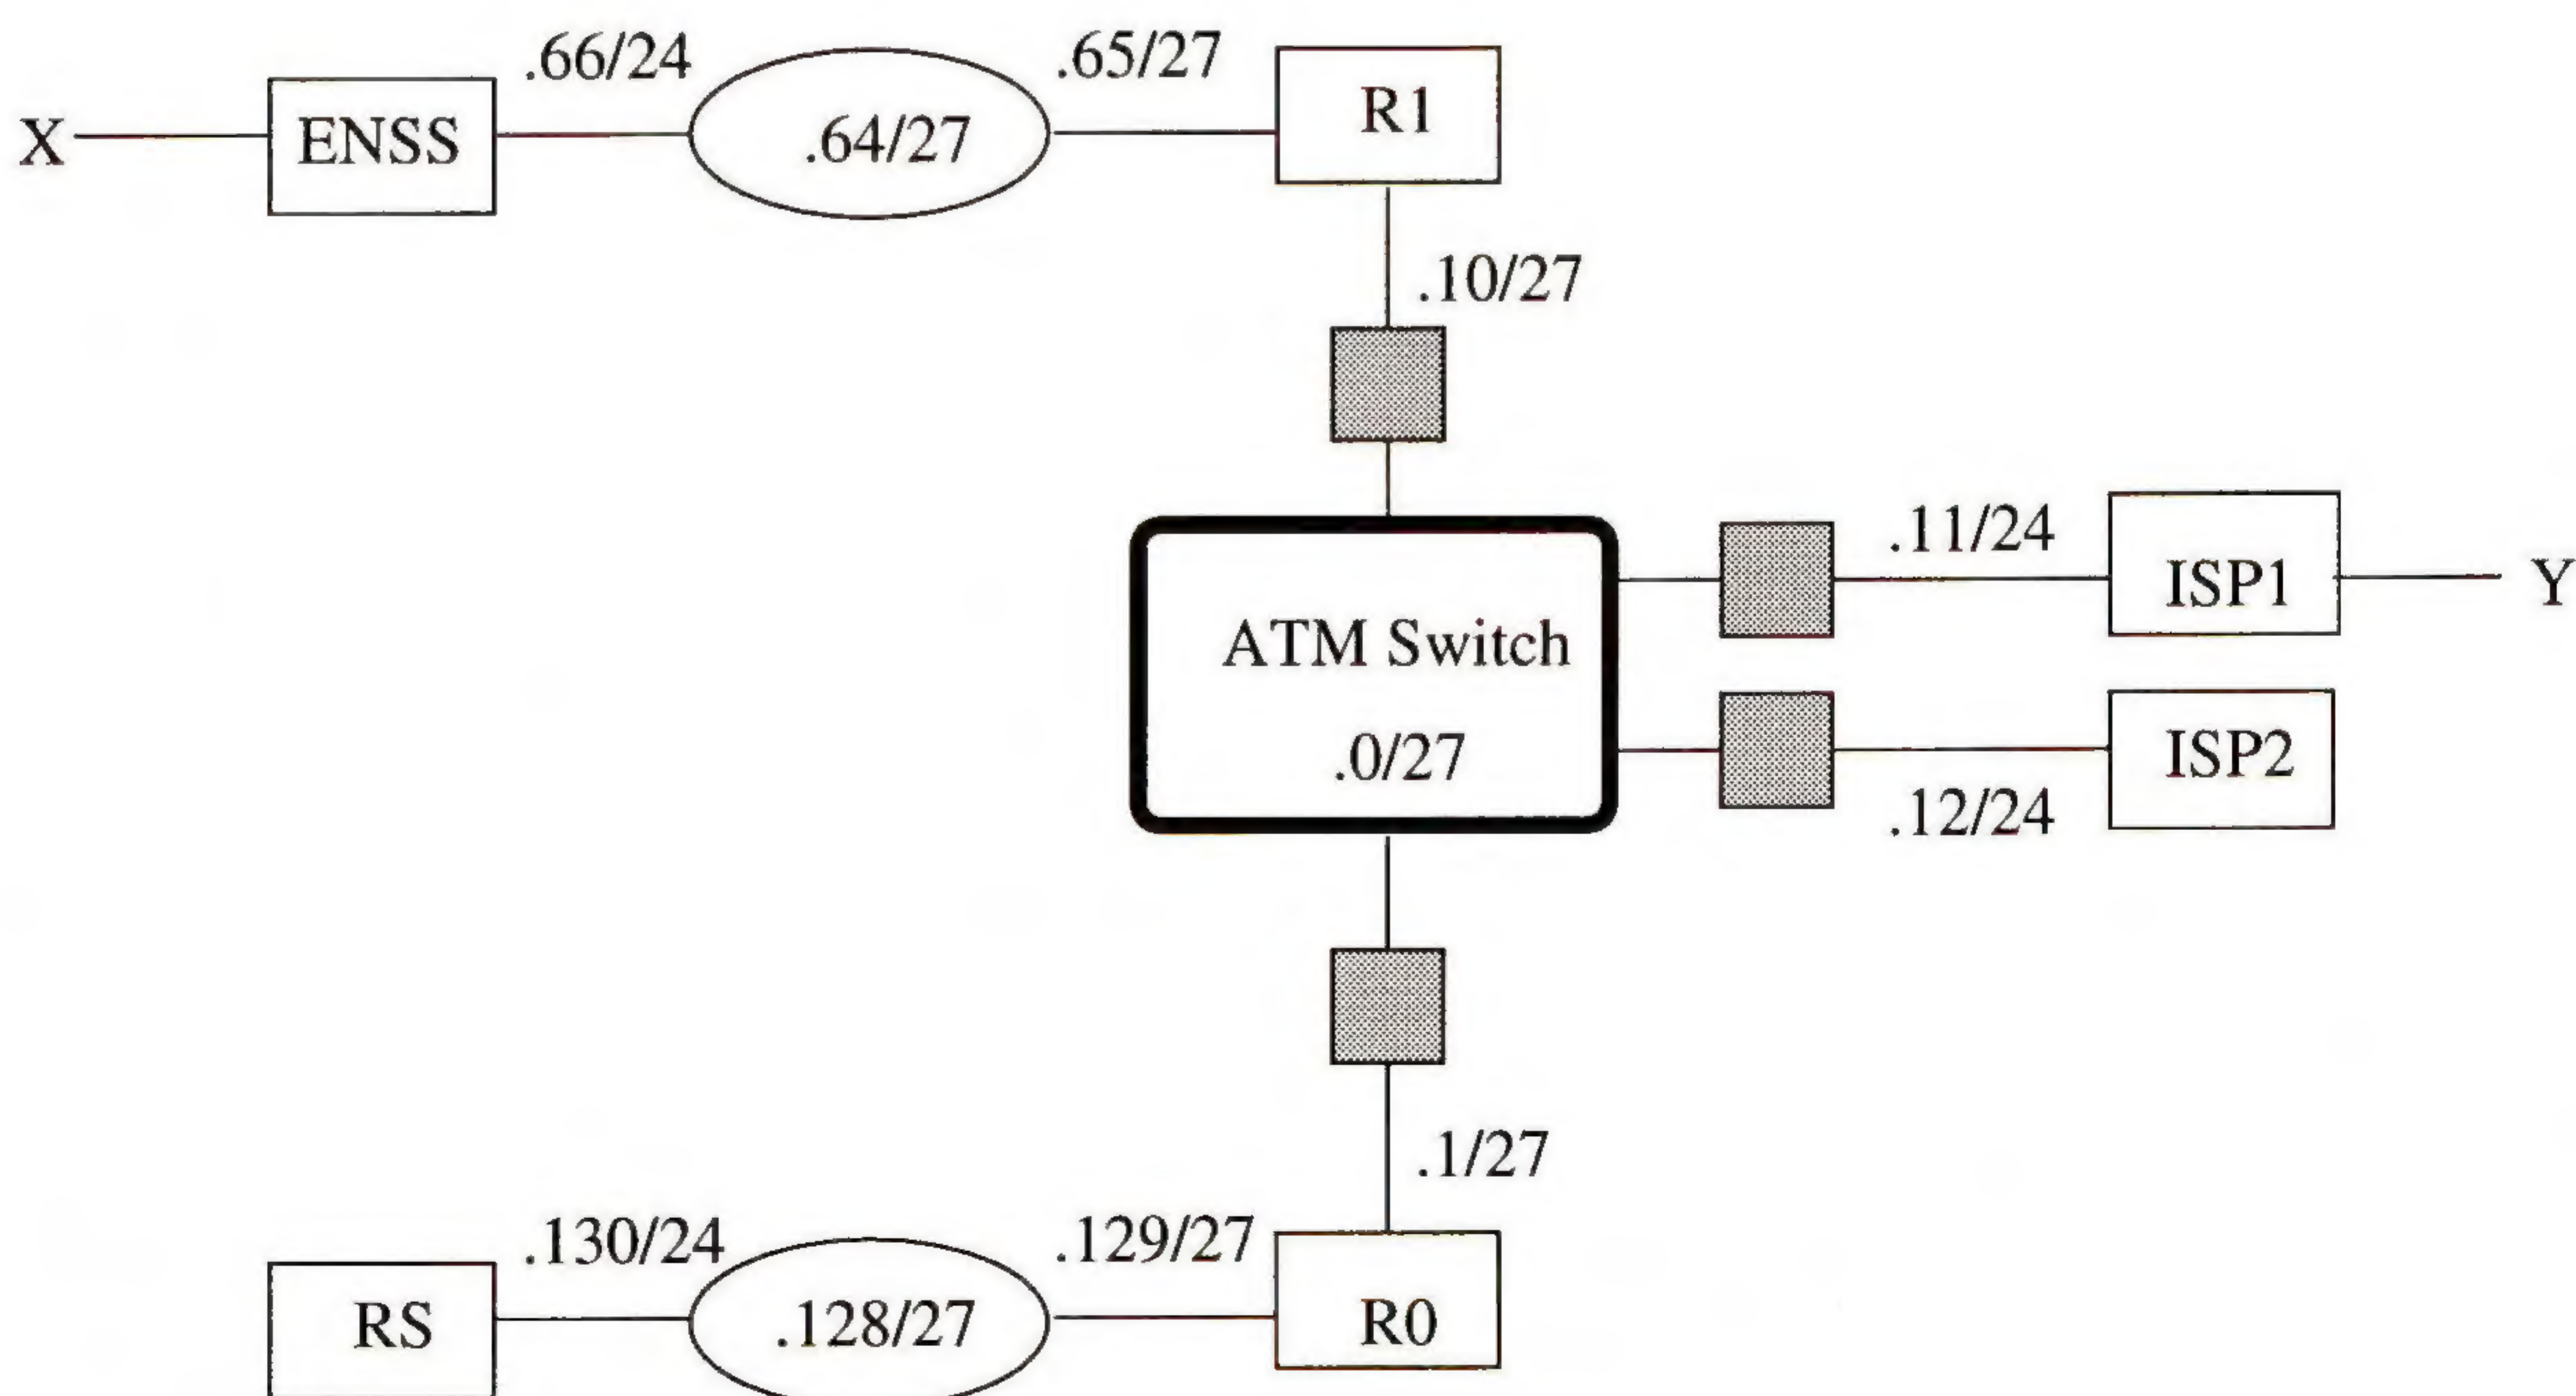 .66/24
.65/27
X
ENSS
.64/27
R1
.10/27
.11/24
ISP1
Y
ATM Switch
.0/27
ISP2
.12/24
.1/27
.130/24
.129/27
RS
.128/27
R0